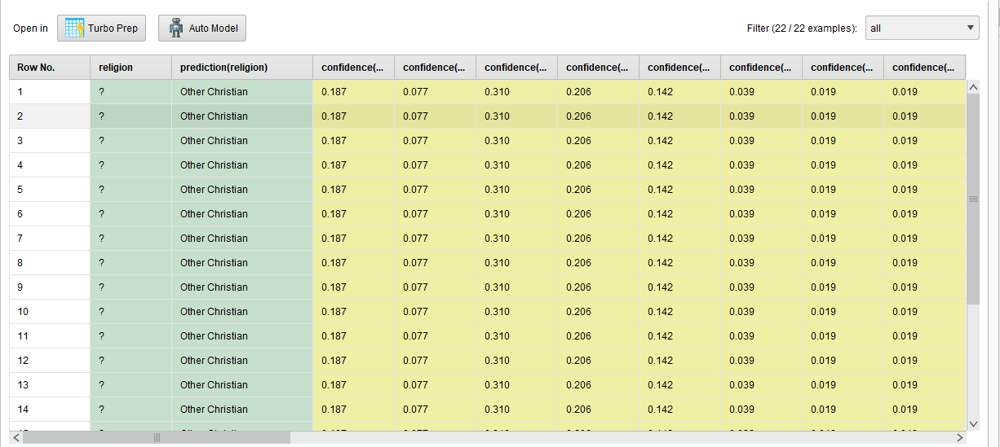 Open in Turbo Prep Auto Model Filter (22 / 22 examples): all
Row No. religion prediction(religion) confidence(... confidence(... confidence(... confidence(... confidence(... confidence(... confidence(... confidence(...
1 ? Other Christian 0.187 0.077 0.310 0.206 0.142 0.039 0.019 0.019
2 ? Other Christian 0.187 0.077 0.310 0.206 0.142 0.039 0.019 0.019
3 ? Other Christian 0.187 0.077 0.310 0.206 0.142 0.039 0.019 0.019
4 ? Other Christian 0.187 0.077 0.310 0.206 0.142 0.039 0.019 0.019
5 ? Other Christian 0.187 0.077 0.310 0.206 0.142 0.039 0.019 0.019
6 ? Other Christian 0.187 0.077 0.310 0.206 0.142 0.039 0.019 0.019
7 ? Other Christian 0.187 0.077 0.310 0.206 0.142 0.039 0.019 0.019
8 ? Other Christian 0.187 0.077 0.310 0.206 0.142 0.039 0.019 0.019
9 ? Other Christian 0.187 0.077 0.310 0.206 0.142 0.039 0.019 0.019
10 ? Other Christian 0.187 0.077 0.310 0.206 0.142 0.039 0.019 0.019
11 ? Other Christian 0.187 0.077 0.310 0.206 0.142 0.039 0.019 0.019
12 ? Other Christian 0.187 0.077 0.310 0.206 0.142 0.039 0.019 0.019
13 ? Other Christian 0.187 0.077 0.310 0.206 0.142 0.039 0.019 0.019
14 ? Other Christian 0.187 0.077 0.310 0.206 0.142 0.039 0.019 0.019